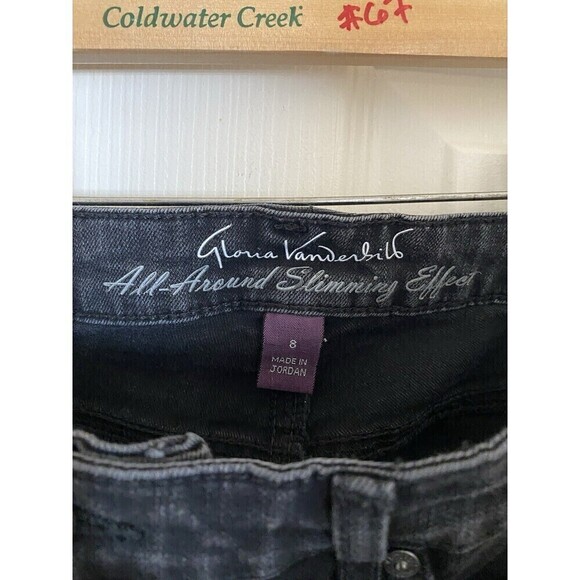 Coldwater Creek #67
Gloria Vanderbilt
All-Around Slimming Effect
8
MADE IN
JORDAN